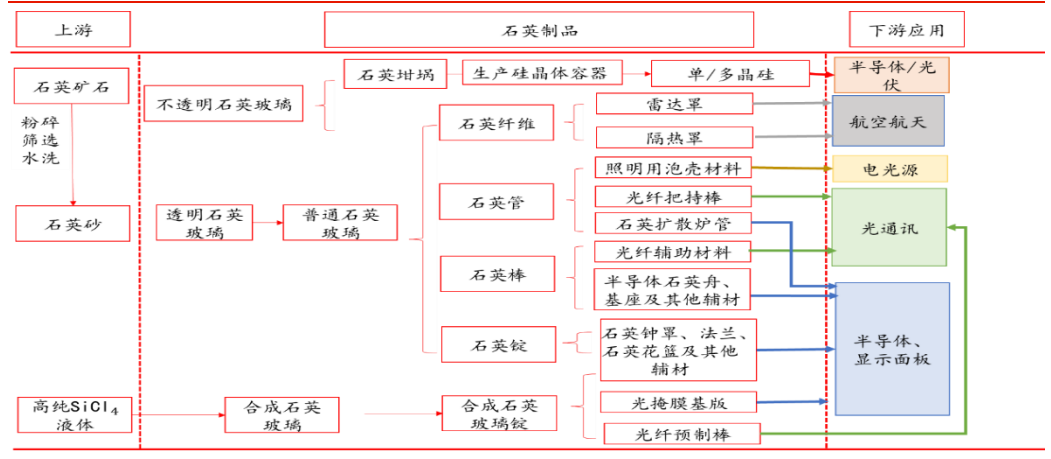 上游
石英制品
下游应用
石英矿石
粉碎
筛选
水洗
石英砂
高纯SiCl₄
液体
不透明石英玻璃
石英坩埚
生产硅晶体容器
单/多晶硅
半导体/光
伏
石英纤维
雷达罩
隔热罩
航空航天
透明石英
玻璃
普通石英
玻璃
石英管
照明用泡壳材料
电光源
光纤把持棒
石英扩散炉管
光通讯
石英棒
光纤辅助材料
半导体石英舟、
基座及其他辅材
石英锭
石英钟罩、法兰、
石英花篮及其他
辅材
半导体、
显示面板
合成石英
玻璃
合成石英
玻璃锭
光掩膜基版
光纤预制棒